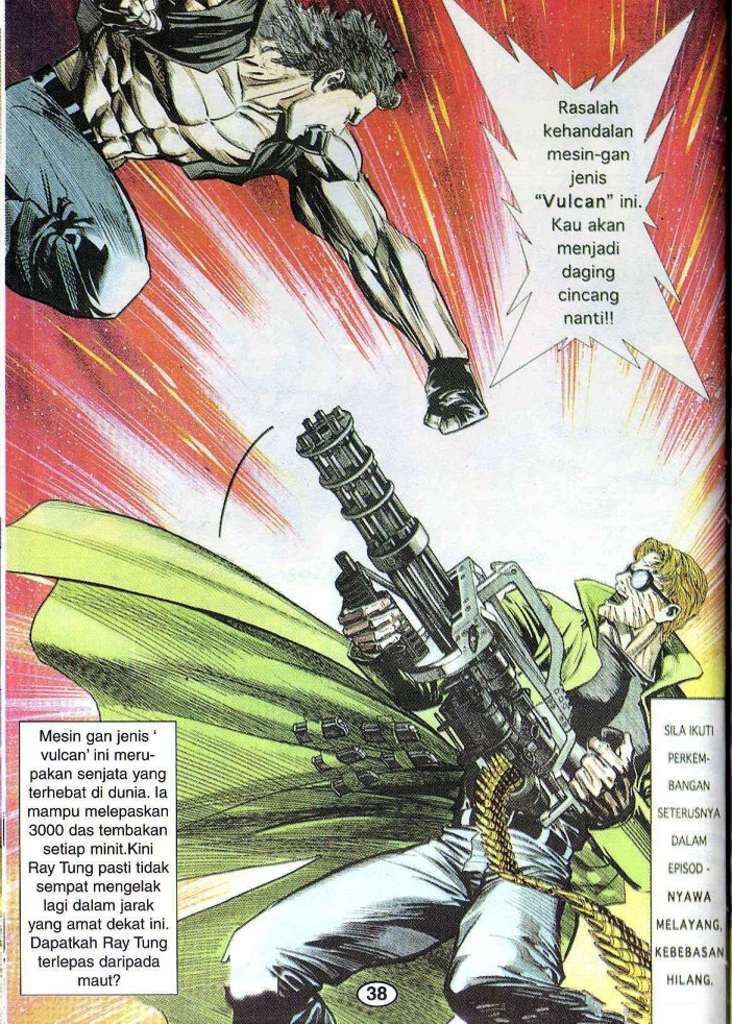 Rasalah
kehandalan
mesin-gan
jenis
“Vulcan” ini.
Kau akan
menjadi
daging
cincang
nanti!!
Mesin gan jenis ‘
vulcan’ ini meru-
pakan senjata yang
terhebat di dunia. Ia
mampu melepaskan
3000 das tembakan
setiap minit.Kini
Ray Tung pasti tidak
sempat mengelak
lagi dalam jarak
yang amat dekat ini.
Dapatkah Ray Tung
terlepas daripada
maut?
SILA IKUTI
PERKEM-
BANGAN
SETERUSNYA
DALAM
EPISOD -
NYAWA
MELAYANG,
KEBEBASAN
HILANG.
38